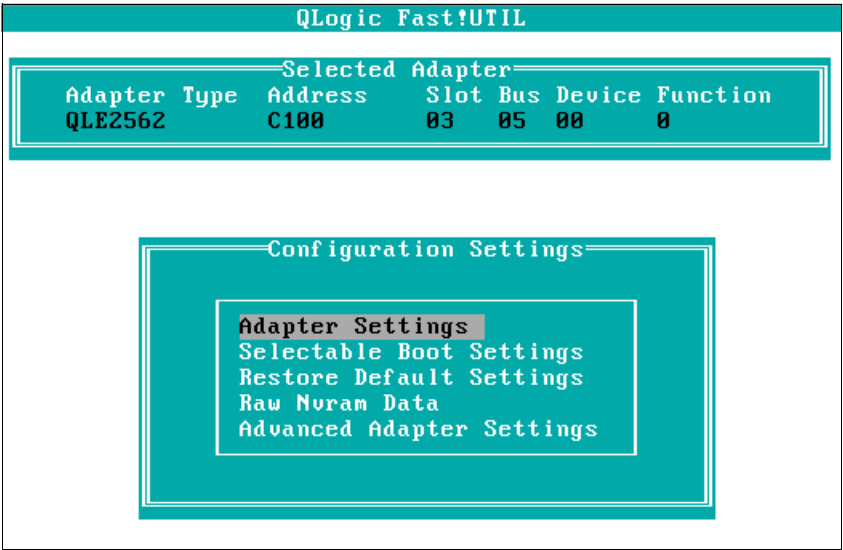 QLogic Fast!UTIL
Selected Adapter
Adapter Type Address Slot Bus Device Function
QLE2562 C100 03 05 00 0
Configuration Settings
Adapter Settings
Selectable Boot Settings
Restore Default Settings
Raw Nvram Data
Advanced Adapter Settings